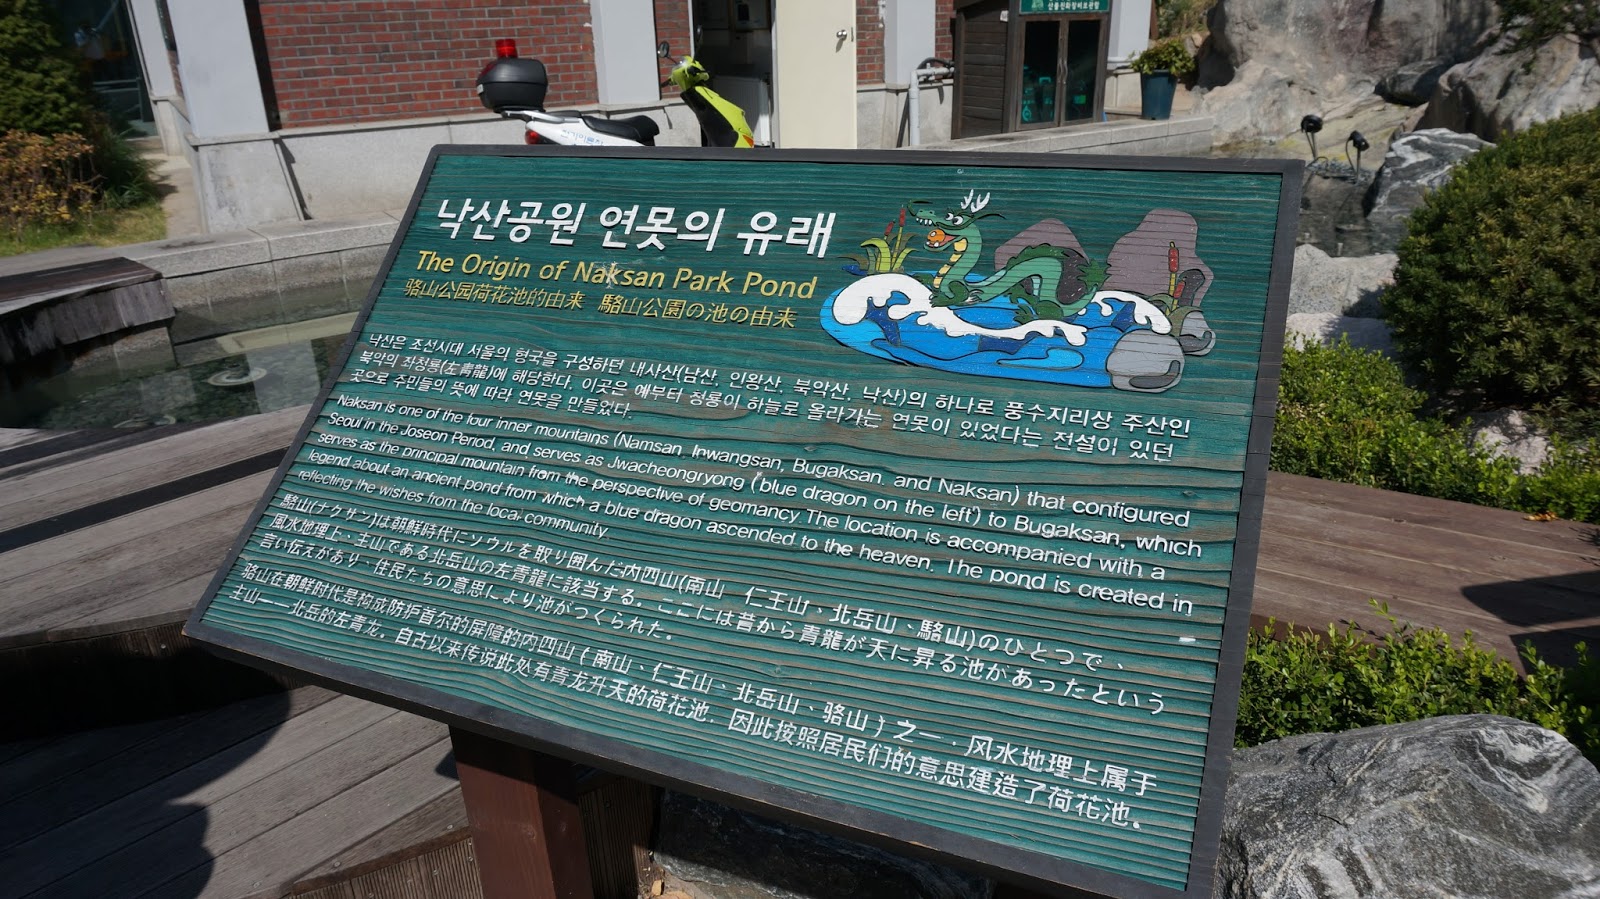 산불진화장비보관함
낙산공원 연못의 유래
The Origin of Naksan Park Pond
骆山公园荷花池的由来 駱山公園の池の由来
낙산은 조선시대 서울의 형국을 구성하던 내사산(남산, 인왕산, 북악산, 낙산)의 하나로 풍수지리상 주산인
북악의 좌청룡(左靑龍)에 해당한다. 이곳은 예부터 청룡이 하늘로 올라가는 연못이 있었다는 전설이 있던
곳으로 주민들의 뜻에 따라 연못을 만들었다.
Naksan is one of the four inner mountains (Namsan, Inwangsan, Bugaksan, and Naksan) that configured
Seoul in the Joseon Period, and serves as Jwacheongryong ('blue dragon on the left') to Bugaksan, which
serves as the principal mountain from the perspective of geomancy. The location is accompanied with a
legend about an ancient pond from which a blue dragon ascended to the heaven. The pond is created in
reflecting the wishes from the local community
駱山(ナクサン)は朝鮮時代にソウルを取り囲んだ内四山(南山 仁王山、北岳山、駱山)のひとつで、
風水地理上、主山である北岳山の左青龍に該当する. ここには昔から青龍が天に昇る池があったという
言い伝えがあり、住民たちの意思により池がつくられた。
骆山在朝鲜时代是构成防护首尔的屏障的内四山 ( 南山、仁王山、北岳山、骆山 ) 之一 . 风水地理上属于
主山一一北岳的左青龙. 自古以来传说此处有青龙升天的荷花池. 因此按照居民们的意思建造了荷花池.